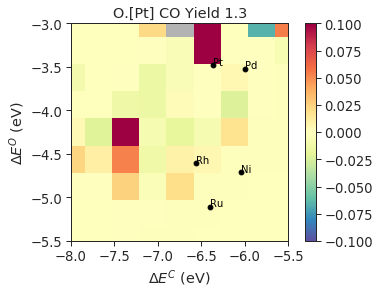 O.[Pt] CO Yield 1.3
−3.0
−3.5
−4.0
−4.5
−5.0
−5.5
ΔE^O (eV)
Pt
Pd
Rh
Ni
Ru
−8.0 −7.5 −7.0 −6.5 −6.0 −5.5
ΔE^C (eV)
0.100
0.075
0.050
0.025
0.000
−0.025
−0.050
−0.075
−0.100